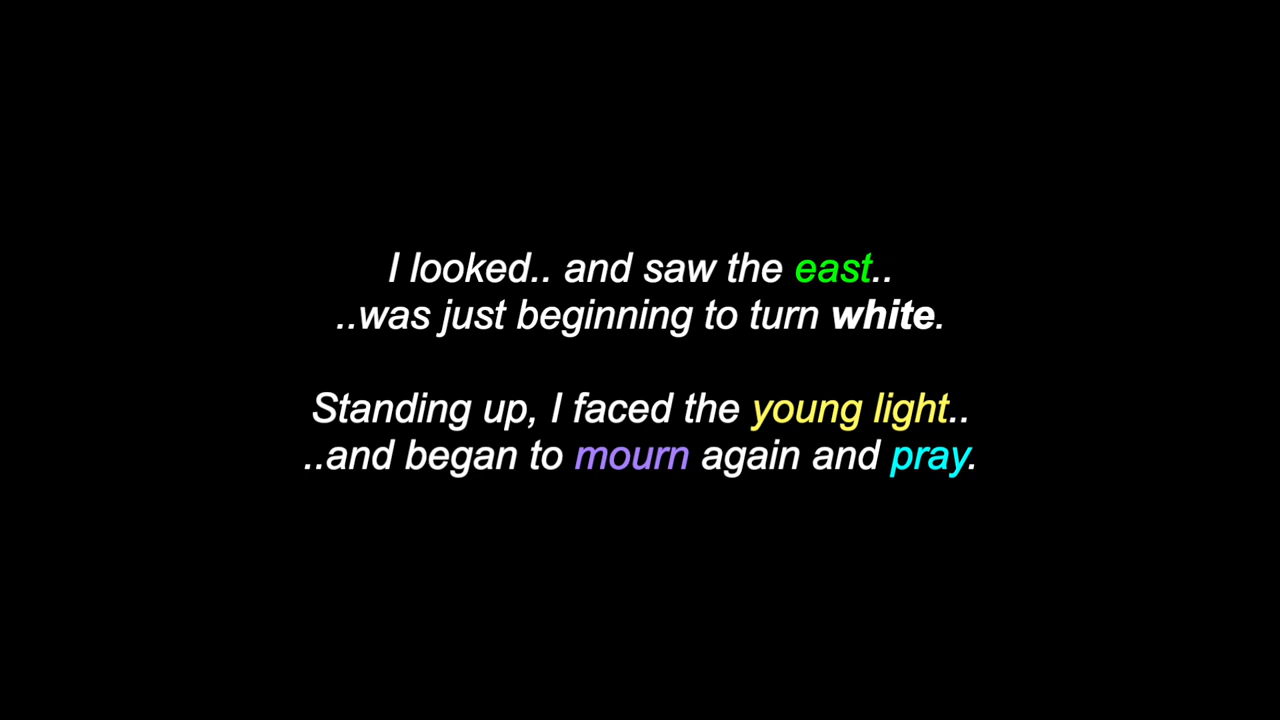 I looked.. and saw the east..
..was just beginning to turn white.
Standing up, I faced the young light..
..and began to mourn again and pray.